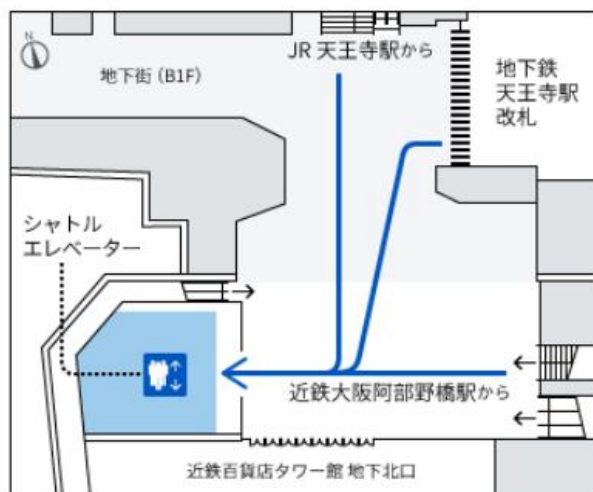 N
JR 天王寺駅から
地下街 (B1F)
地下鉄
天王寺駅
改札
シャトル
エレベーター
近鉄大阪阿部野橋駅から
近鉄百貨店タワー館 地下北口